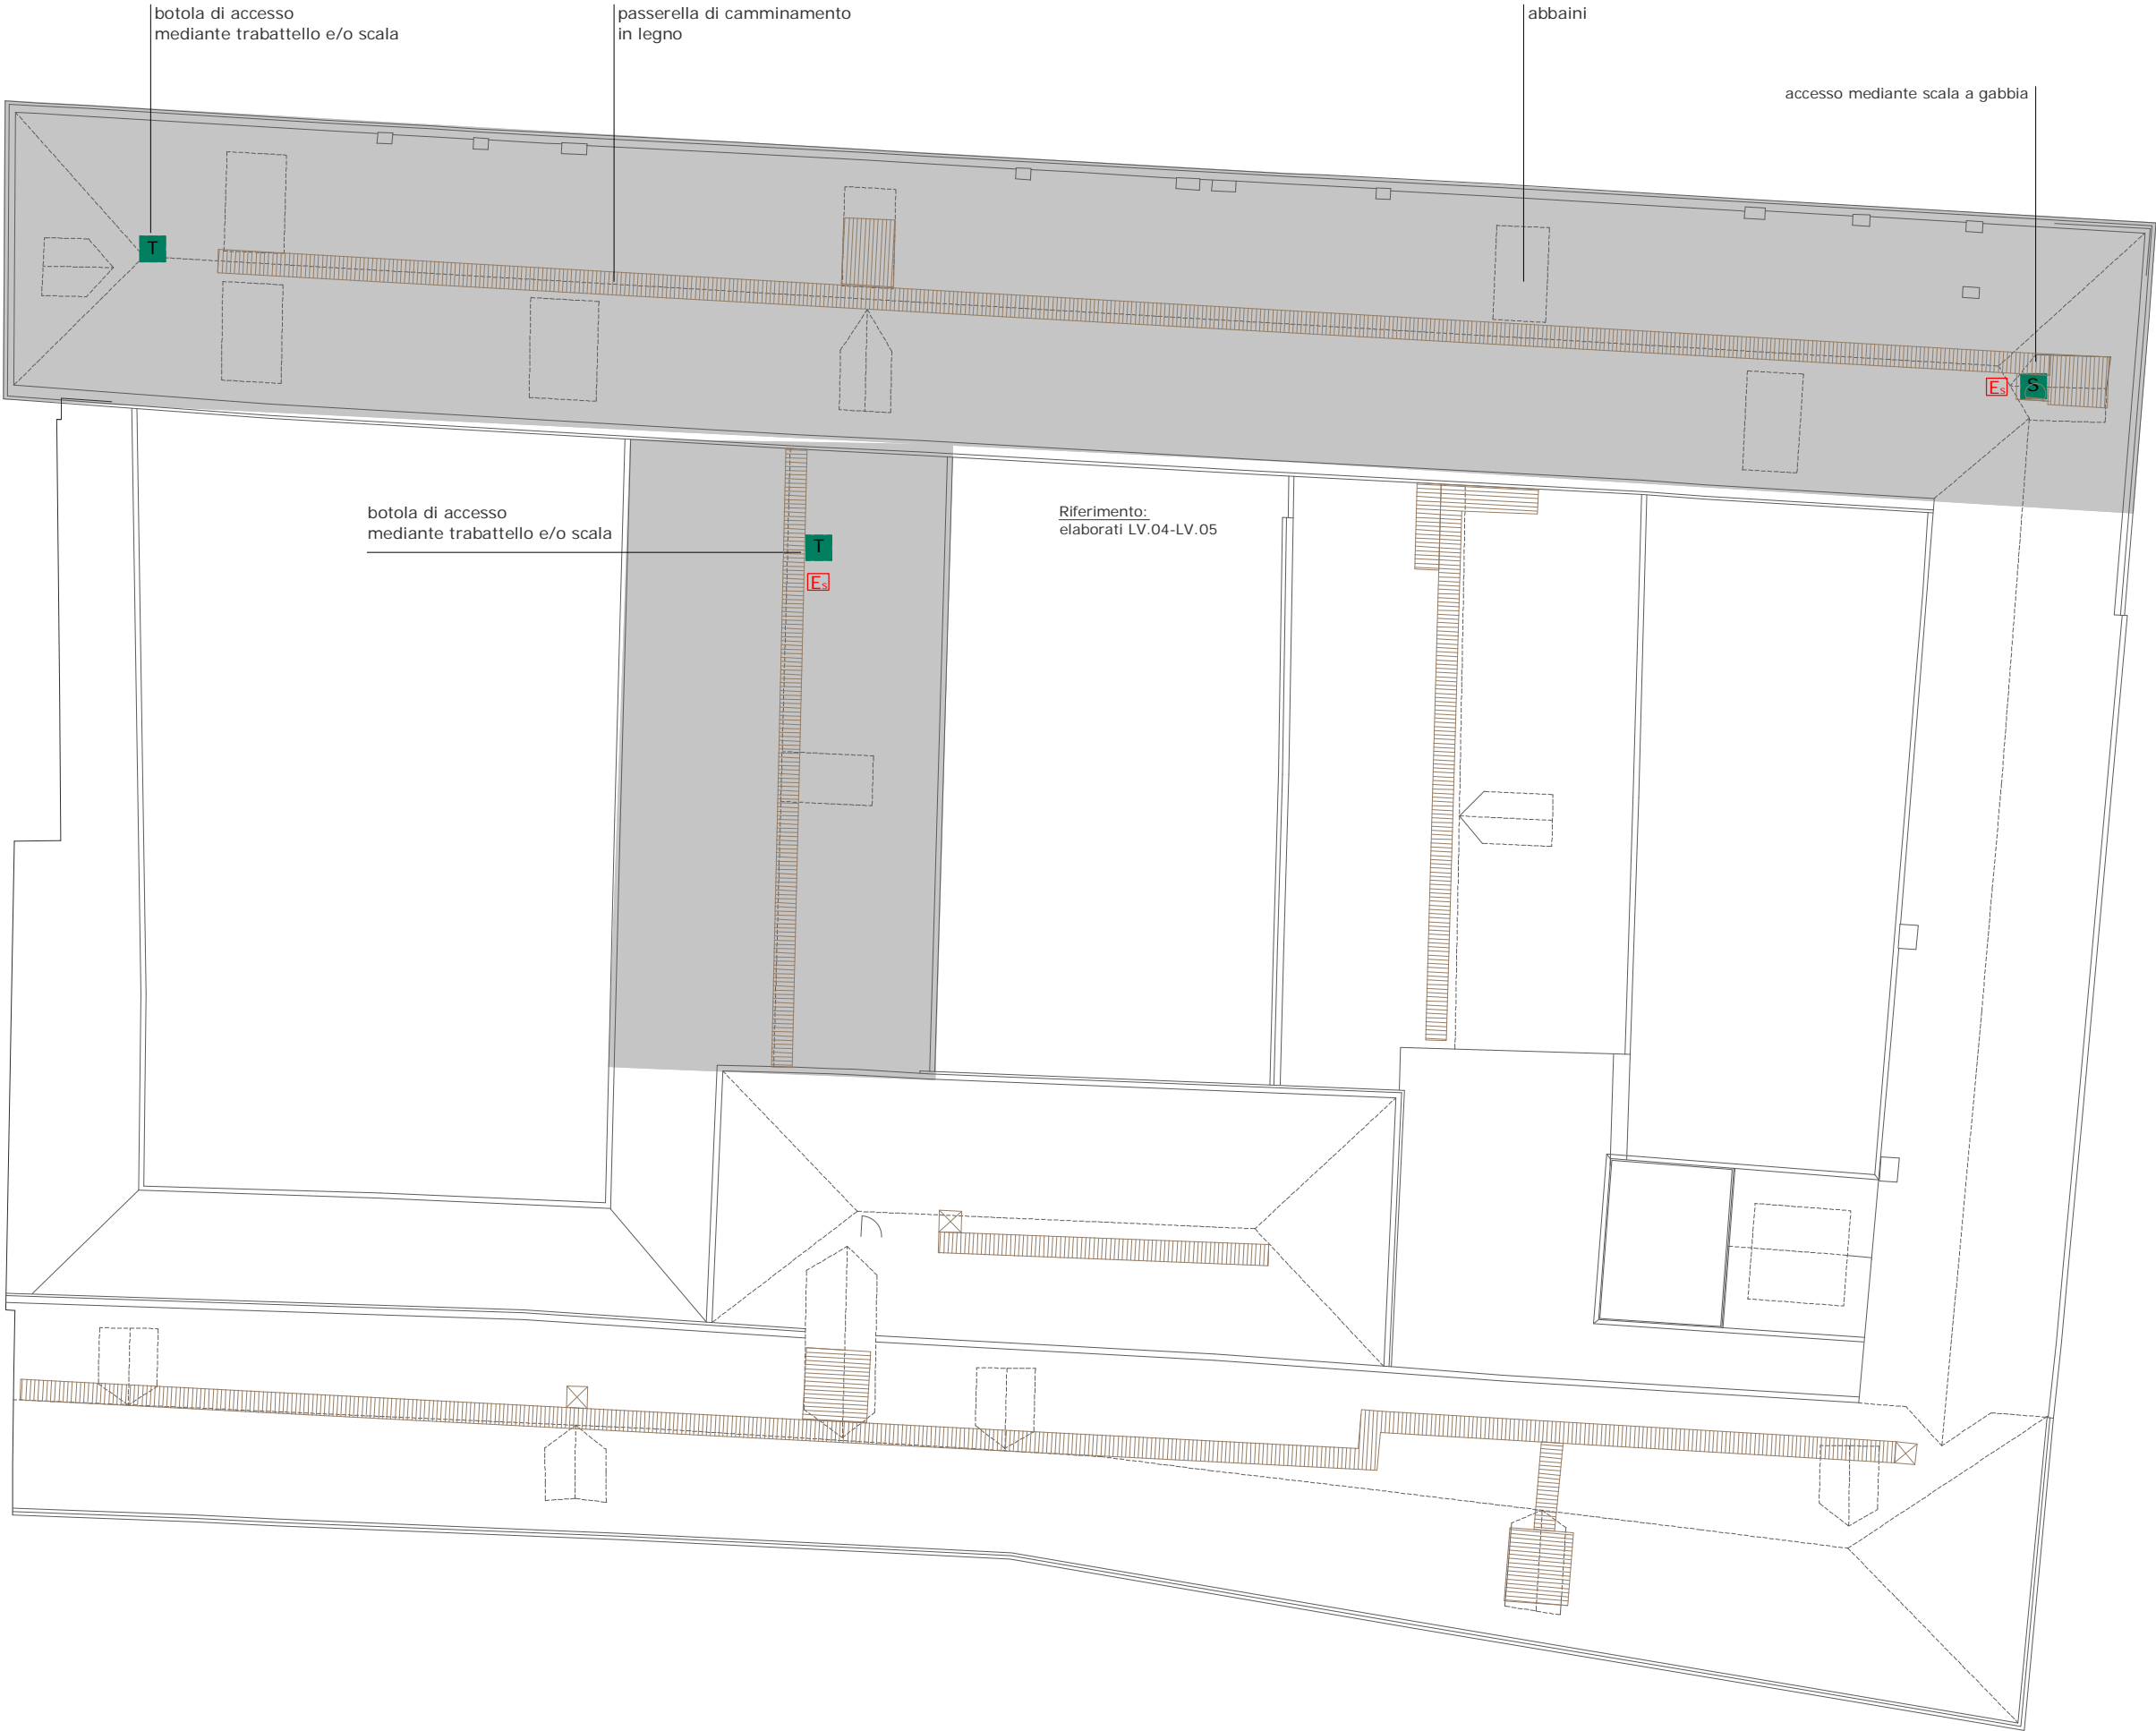 botola di accesso
mediante trabattello e/o scala
passerella di camminamento
in legno
abbaini
accesso mediante scala a gabbia
T
Es
S
botola di accesso
mediante trabattello e/o scala
T
Es
Riferimento:
elaborati LV.04-LV.05